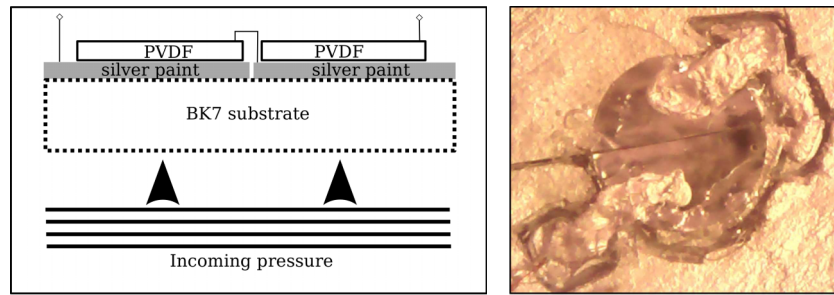 PVDF PVDF
silver paint silver paint
BK7 substrate
Incoming pressure